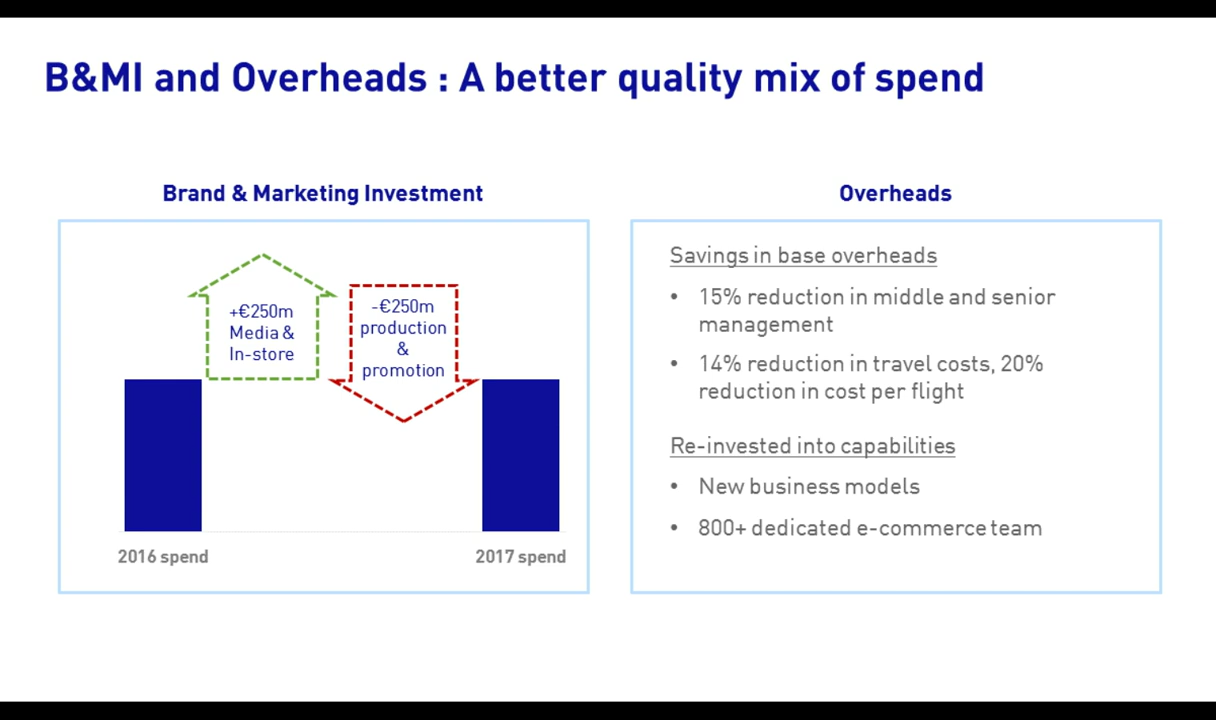 B&MI and Overheads : A better quality mix of spend
Brand & Marketing Investment
+€250m
Media &
In-store
-€250m
production
&
promotion
2016 spend
2017 spend
Overheads
Savings in base overheads
• 15% reduction in middle and senior
management
• 14% reduction in travel costs, 20%
reduction in cost per flight
Re-invested into capabilities
• New business models
• 800+ dedicated e-commerce team